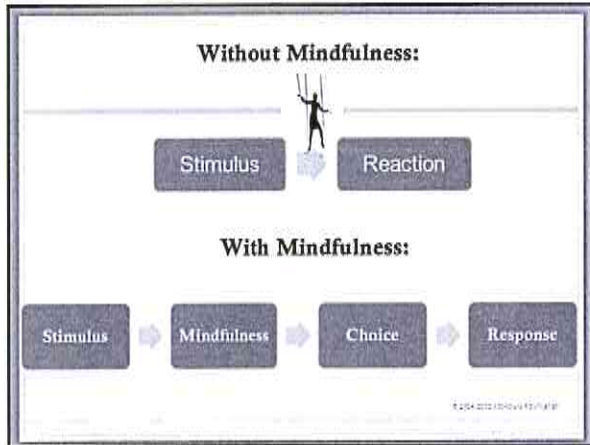 Without Mindfulness:
Stimulus Reaction
With Mindfulness:
Stimulus Mindfulness Choice Response